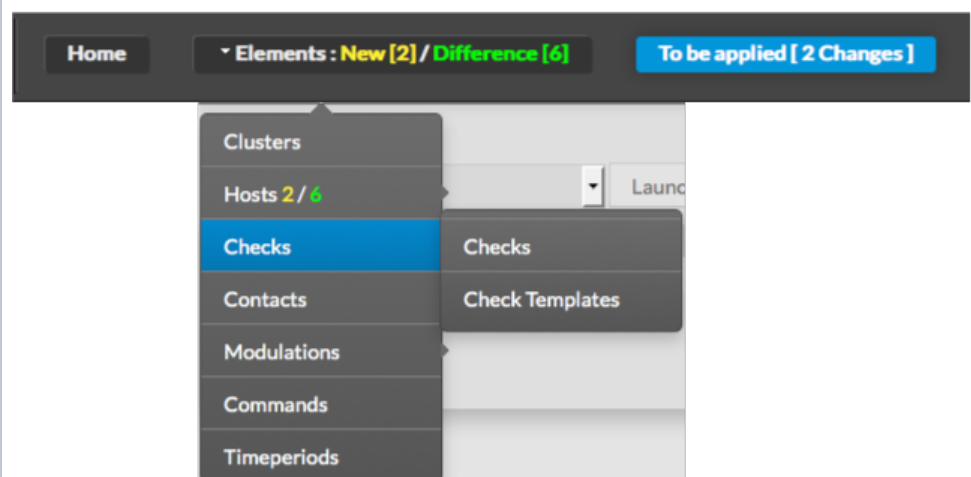 Home
Elements : New [2] / Difference [6]
To be applied [ 2 Changes ]
Clusters
Hosts 2 / 6
Launc
Checks
Checks
Contacts
Check Templates
Modulations
Commands
Timeperiods